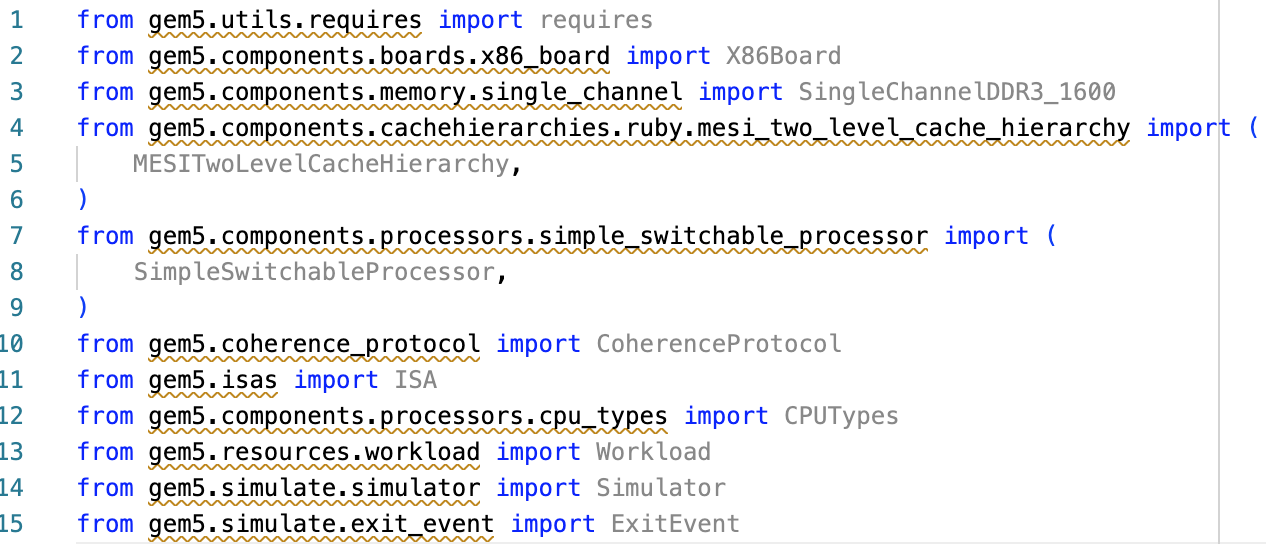 1 from gem5.utils.requires import requires
2 from gem5.components.boards.x86_board import X86Board
3 from gem5.components.memory.single_channel import SingleChannelDDR3_1600
4 from gem5.components.cachehierarchies.ruby.mesi_two_level_cache_hierarchy import (
5     MESITwoLevelCacheHierarchy,
6 )
7 from gem5.components.processors.simple_switchable_processor import (
8     SimpleSwitchableProcessor,
9 )
10 from gem5.coherence_protocol import CoherenceProtocol
11 from gem5.isas import ISA
12 from gem5.components.processors.cpu_types import CPUTypes
13 from gem5.resources.workload import Workload
14 from gem5.simulate.simulator import Simulator
15 from gem5.simulate.exit_event import ExitEvent